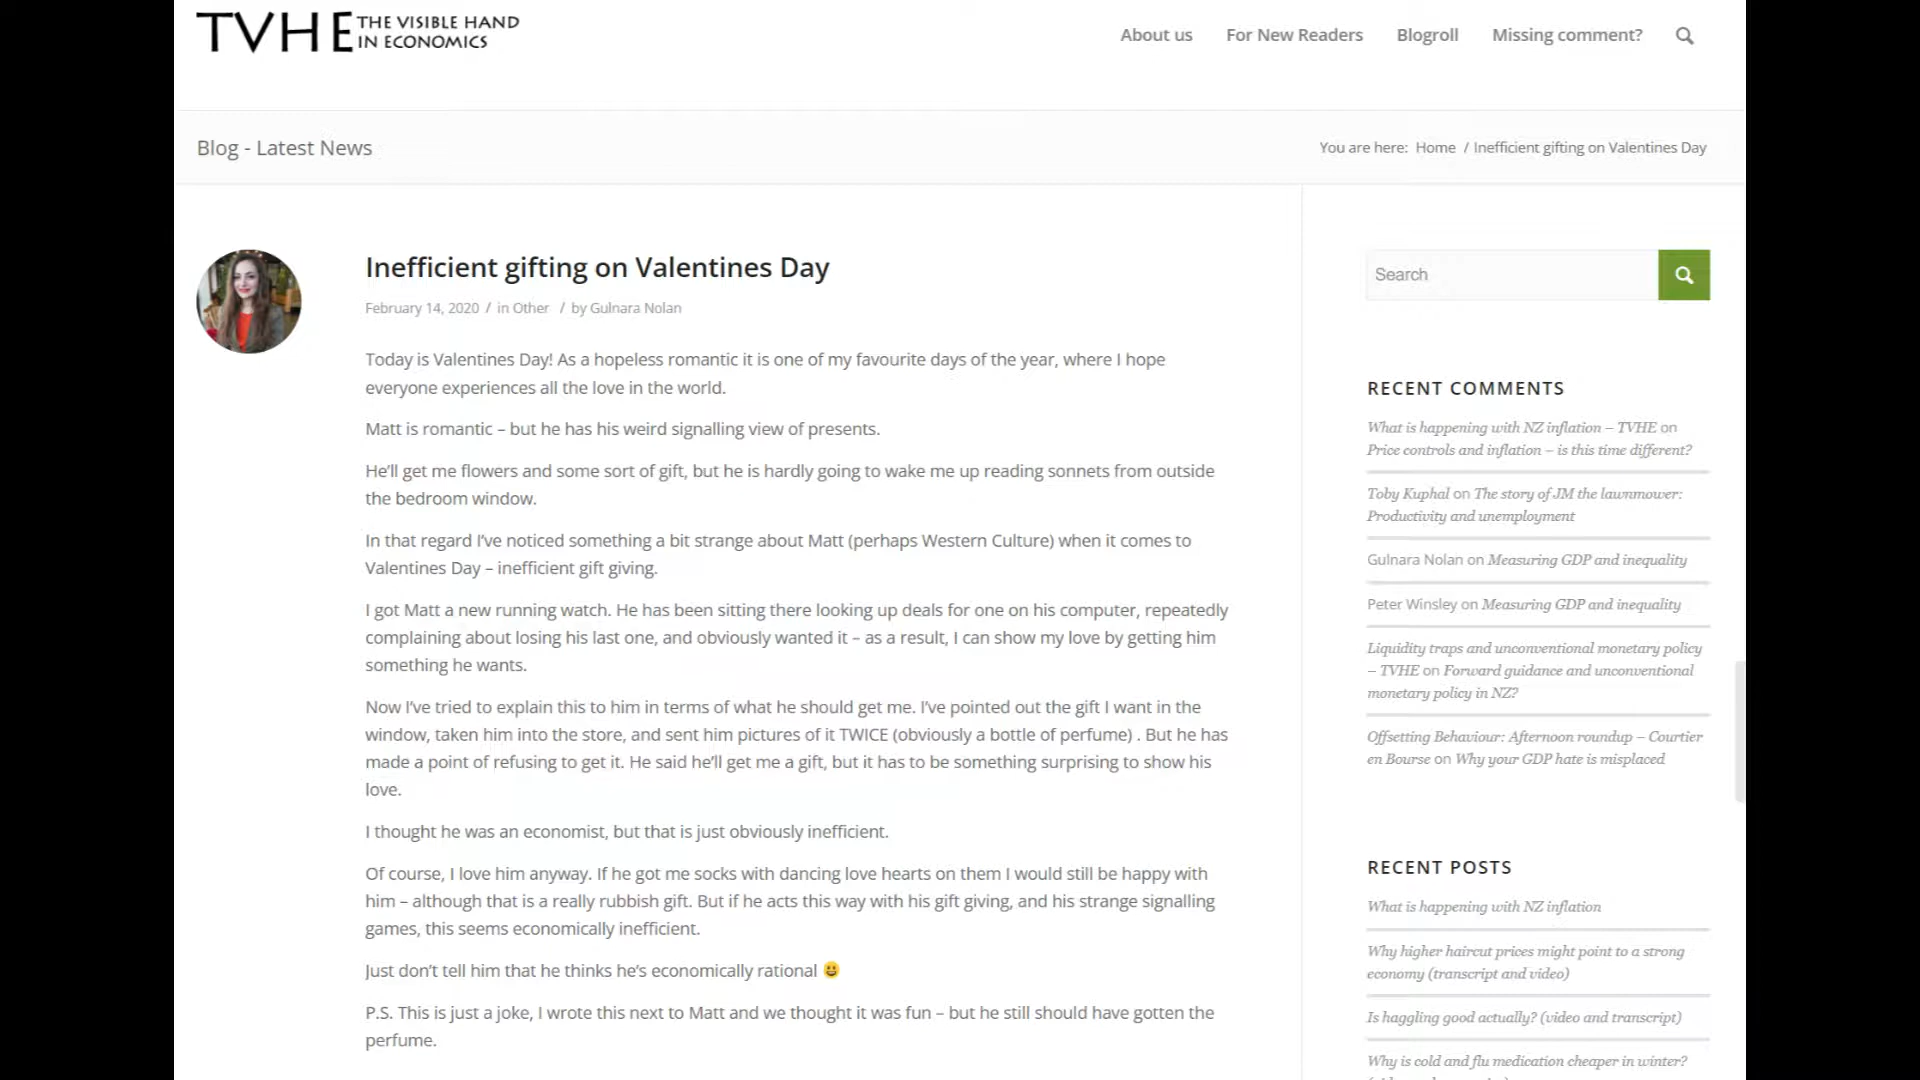 TVHE THE VISIBLE HAND
IN ECONOMICS
About us
For New Readers
Blogroll
Missing comment?
Blog - Latest News
You are here: Home / Inefficient gifting on Valentines Day
Inefficient gifting on Valentines Day
February 14, 2020 / in Other / by Gulnara Nolan
Today is Valentines Day! As a hopeless romantic it is one of my favourite days of the year, where I hope
everyone experiences all the love in the world.
Matt is romantic – but he has his weird signalling view of presents.
He'll get me flowers and some sort of gift, but he is hardly going to wake me up reading sonnets from outside
the bedroom window.
In that regard I've noticed something a bit strange about Matt (perhaps Western Culture) when it comes to
Valentines Day – inefficient gift giving.
I got Matt a new running watch. He has been sitting there looking up deals for one on his computer, repeatedly
complaining about losing his last one, and obviously wanted it – as a result, I can show my love by getting him
something he wants.
Now I've tried to explain this to him in terms of what he should get me. I've pointed out the gift I want in the
window, taken him into the store, and sent him pictures of it TWICE (obviously a bottle of perfume) . But he has
made a point of refusing to get it. He said he'll get me a gift, but it has to be something surprising to show his
love.
I thought he was an economist, but that is just obviously inefficient.
Of course, I love him anyway. If he got me socks with dancing love hearts on them I would still be happy with
him – although that is a really rubbish gift. But if he acts this way with his gift giving, and his strange signalling
games, this seems economically inefficient.
Just don't tell him that he thinks he's economically rational 😀
P.S. This is just a joke, I wrote this next to Matt and we thought it was fun – but he still should have gotten the
perfume.
Search
RECENT COMMENTS
What is happening with NZ inflation – TVHE on
Price controls and inflation – is this time different?
Toby Kuphal on The story of JM the lawnmower:
Productivity and unemployment
Gulnara Nolan on Measuring GDP and inequality
Peter Winsley on Measuring GDP and inequality
Liquidity traps and unconventional monetary policy
– TVHE on Forward guidance and unconventional
monetary policy in NZ?
Offsetting Behaviour: Afternoon roundup – Courtier
en Bourse on Why your GDP hate is misplaced
RECENT POSTS
What is happening with NZ inflation
Why higher haircut prices might point to a strong
economy (transcript and video)
Is haggling good actually? (video and transcript)
Why is cold and flu medication cheaper in winter?